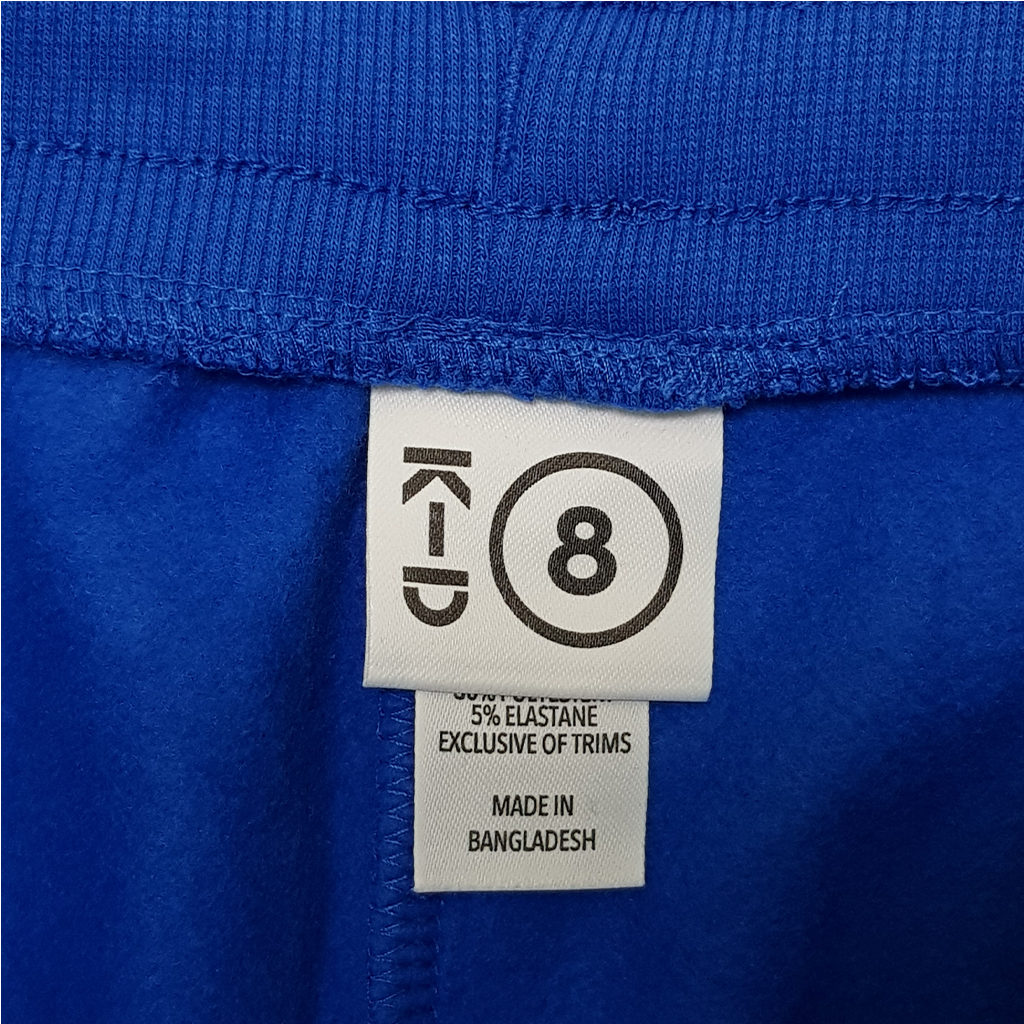 K-D
8
5% ELASTANE
EXCLUSIVE OF TRIMS
MADE IN
BANGLADESH